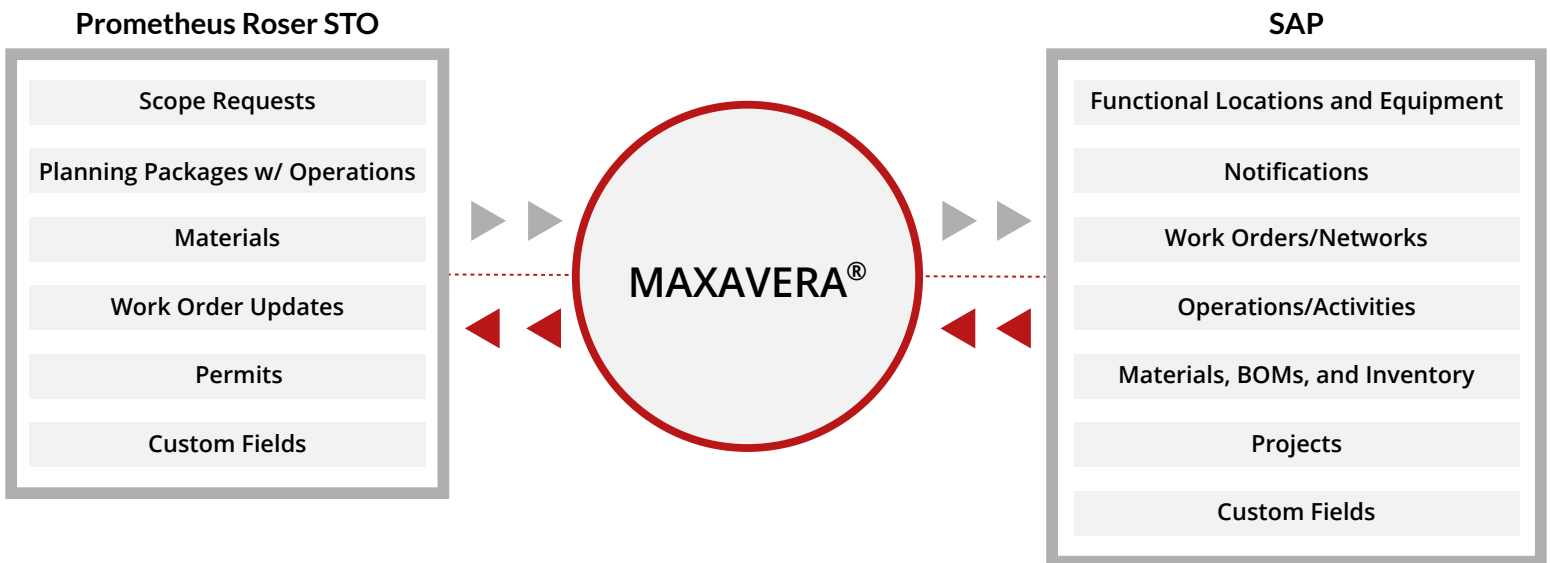 Prometheus Roser STO
Scope Requests
Planning Packages w/ Operations
Materials
Work Order Updates
Permits
Custom Fields
MAXAVERA®
SAP
Functional Locations and Equipment
Notifications
Work Orders/Networks
Operations/Activities
Materials, BOMs, and Inventory
Projects
Custom Fields